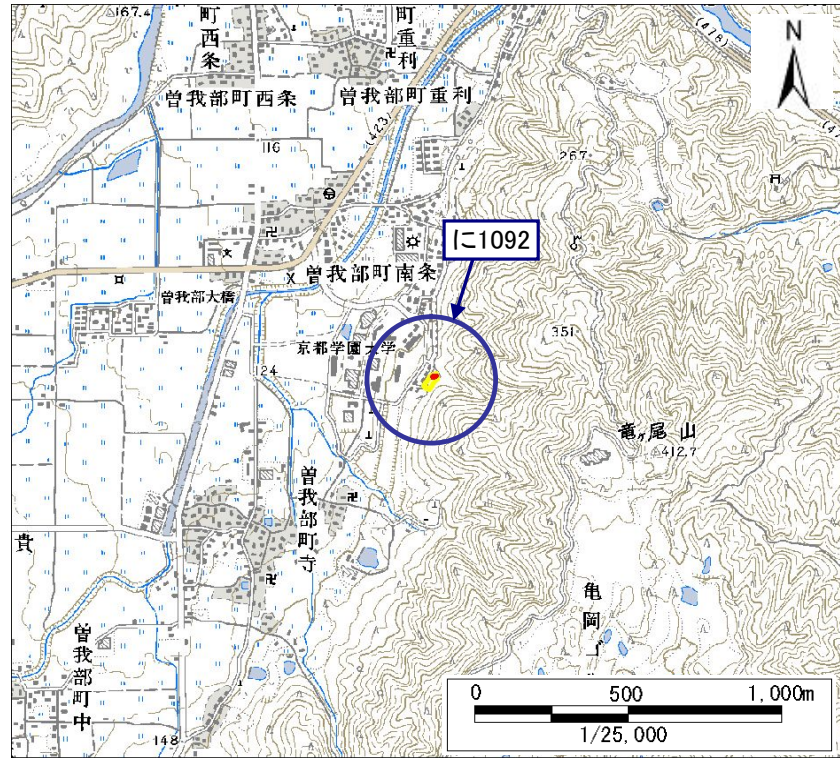 167.4
町西条
町重利
(478)
N
曽我部町西条
曽我部町重利
(423)
116
267
に1092
曽我部町南条
曽我部大橋
351
京都学園大学
124
竜ヶ尾山
412.7
曽我部町寺
貴
亀岡ゴ
曽我部町中
148
0
500
1,000m
1/25,000